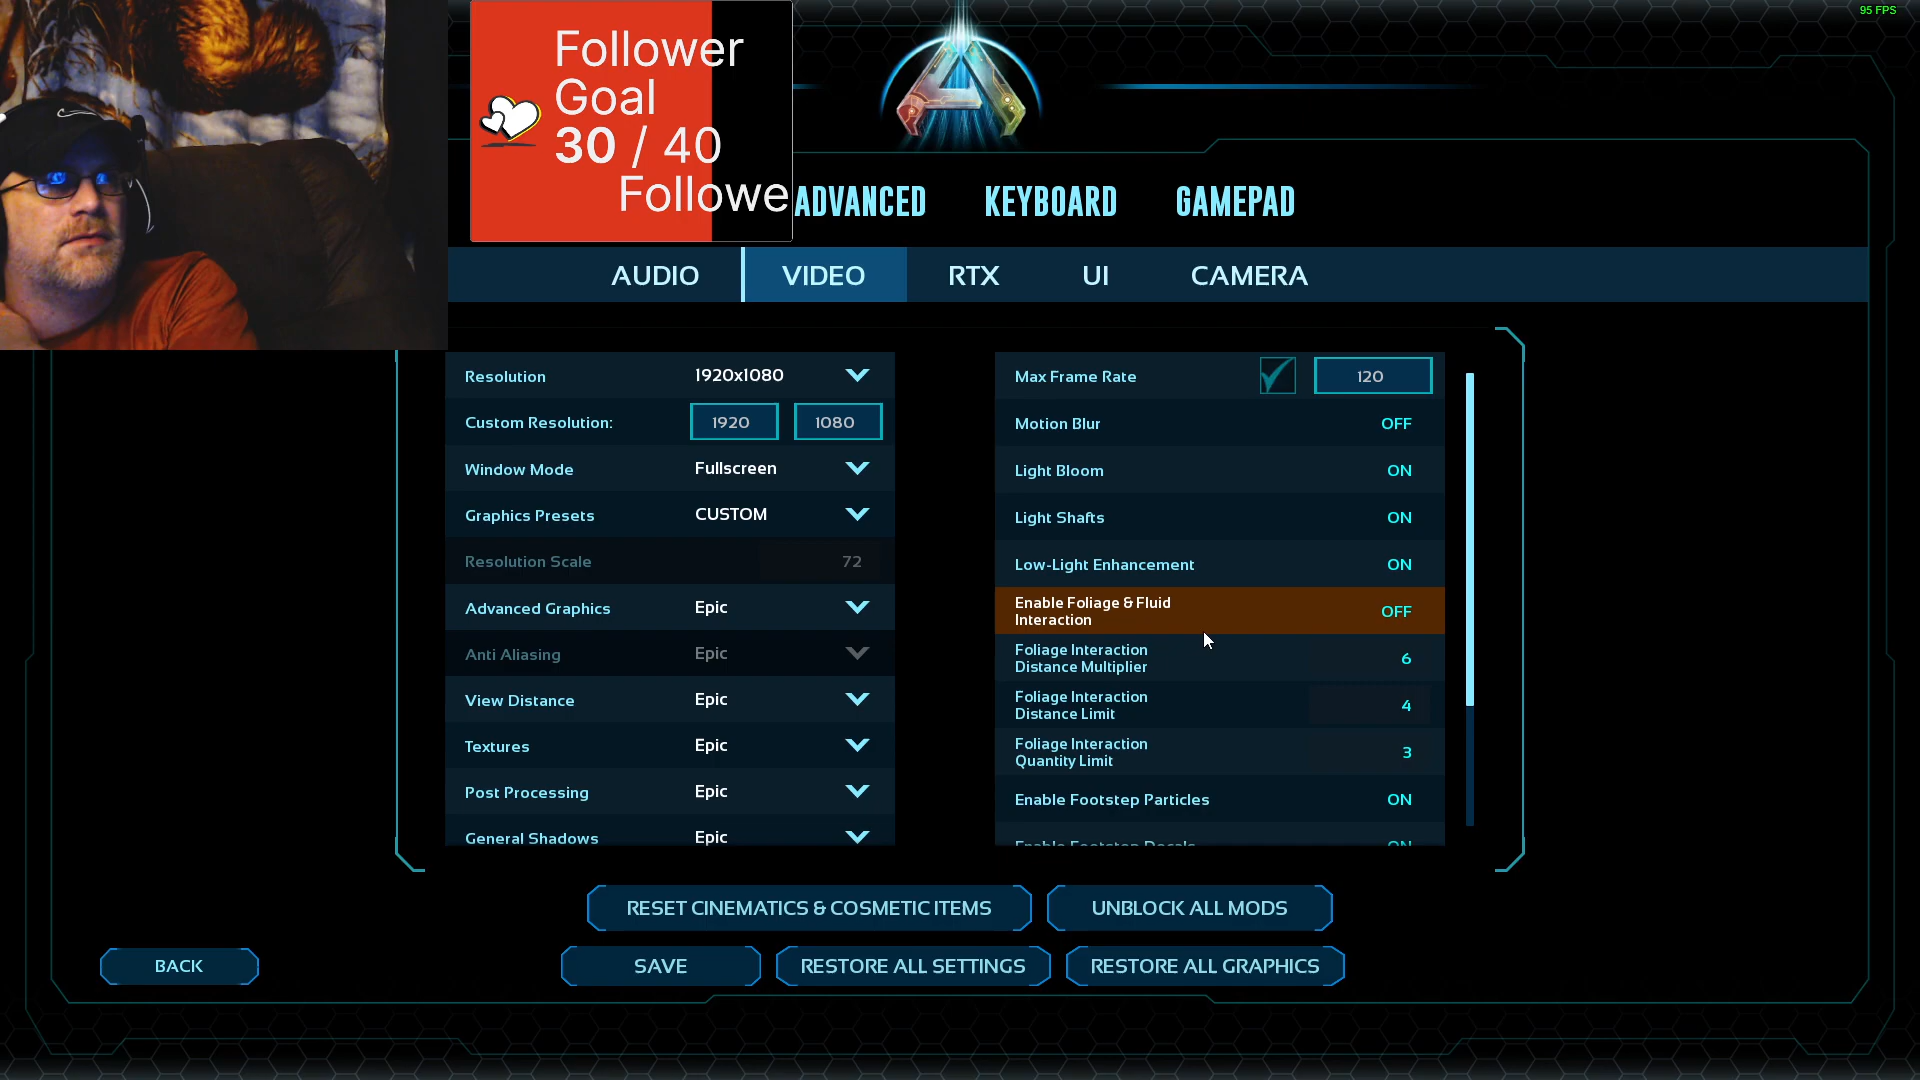 95 FPS
Follower
Goal
30 / 40
Followe
ADVANCED KEYBOARD GAMEPAD
AUDIO VIDEO RTX UI CAMERA
Resolution 1920x1080
Custom Resolution: 1920 1080
Window Mode Fullscreen
Graphics Presets CUSTOM
Resolution Scale 72
Advanced Graphics Epic
Anti Aliasing Epic
View Distance Epic
Textures Epic
Post Processing Epic
General Shadows Epic
Max Frame Rate 120
Motion Blur OFF
Light Bloom ON
Light Shafts ON
Low-Light Enhancement ON
Enable Foliage & Fluid
Interaction OFF
Foliage Interaction
Distance Multiplier 6
Foliage Interaction
Distance Limit 4
Foliage Interaction
Quantity Limit 3
Enable Footstep Particles ON
Enable Footstep Decals ON
RESET CINEMATICS & COSMETIC ITEMS UNBLOCK ALL MODS
BACK SAVE RESTORE ALL SETTINGS RESTORE ALL GRAPHICS